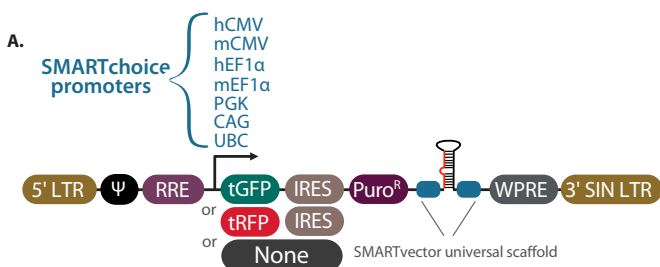 A.
SMARTchoice
promoters
hCMV
mCMV
hEF1α
mEF1α
PGK
CAG
UBC
5' LTR Ψ RRE tGFP IRES Puroᴿ WPRE 3' SIN LTR
or tRFP IRES
or None
SMARTvector universal scaffold